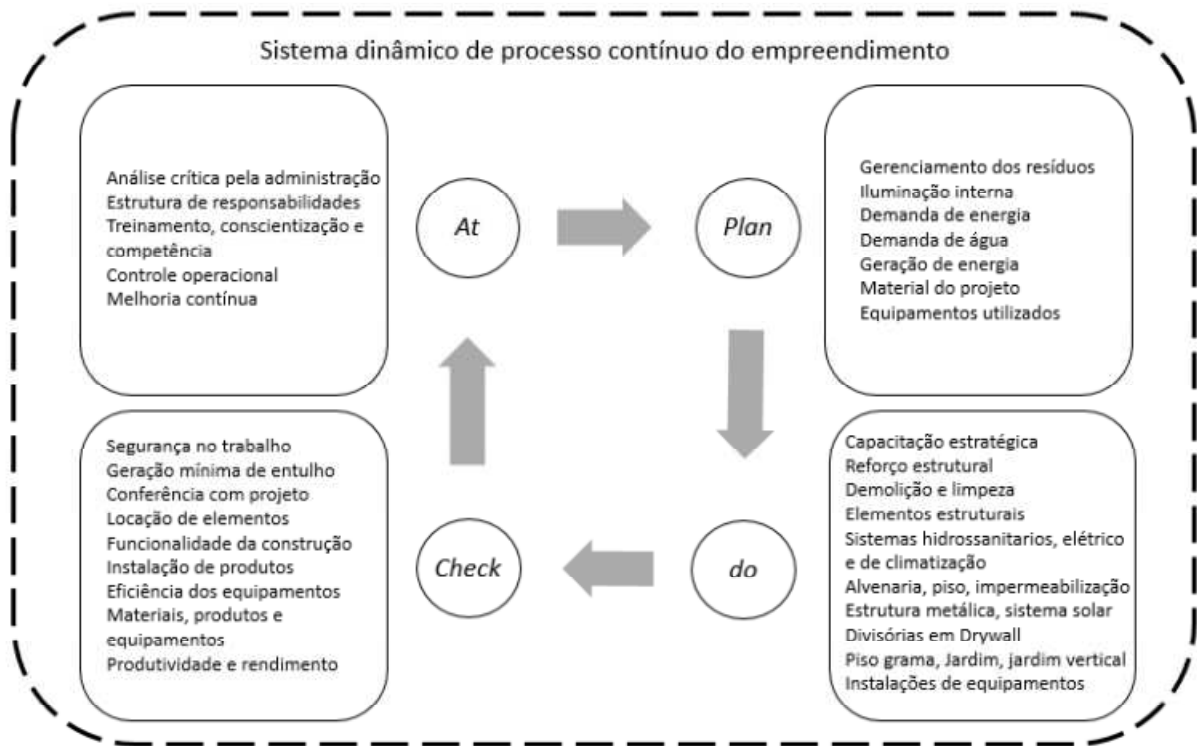 Sistema dinâmico de processo contínuo do empreendimento
Análise crítica pela administração
Estrutura de responsabilidades
Treinamento, conscientização e
competência
Controle operacional
Melhoria contínua
At
Plan
Gerenciamento dos resíduos
Iluminação interna
Demanda de energia
Demanda de água
Geração de energia
Material do projeto
Equipamentos utilizados
Segurança no trabalho
Geração mínima de entulho
Conferência com projeto
Locação de elementos
Funcionalidade da construção
Instalação de produtos
Eficiência dos equipamentos
Materiais, produtos e
equipamentos
Produtividade e rendimento
Check
do
Capacitação estratégica
Reforço estrutural
Demolição e limpeza
Elementos estruturais
Sistemas hidrossanitarios, elétrico
e de climatização
Alvenaria, piso, impermeabilização
Estrutura metálica, sistema solar
Divisórias em Drywall
Piso grama, Jardim, jardim vertical
Instalações de equipamentos